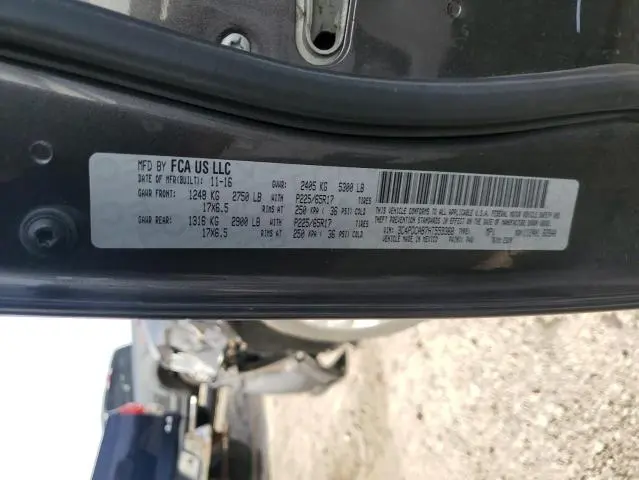 MFD BY FCA US LLC
DATE OF MFR(BUILT): 11-16 GVWR: 2405 KG 5300 LB
GAWR FRONT: 1248 KG 2750 LB WITH P225/65R17 TIRES
17X6.5 RIMS AT 250 KPA ( 36 PSI) COLD
GAWR REAR: 1316 KG 2900 LB WITH P225/65R17 TIRES
17X6.5 RIMS AT 250 KPA ( 36 PSI) COLD
THIS VEHICLE CONFORMS TO ALL APPLICABLE U.S.A. FEDERAL MOTOR VEHICLE SAFETY AND
THEFT PREVENTION STANDARDS IN EFFECT ON THE DATE OF MANUFACTURE SHOWN ABOVE.
TYPE: MPV
VEHICLE MADE IN MEXICO PAINT: PAU